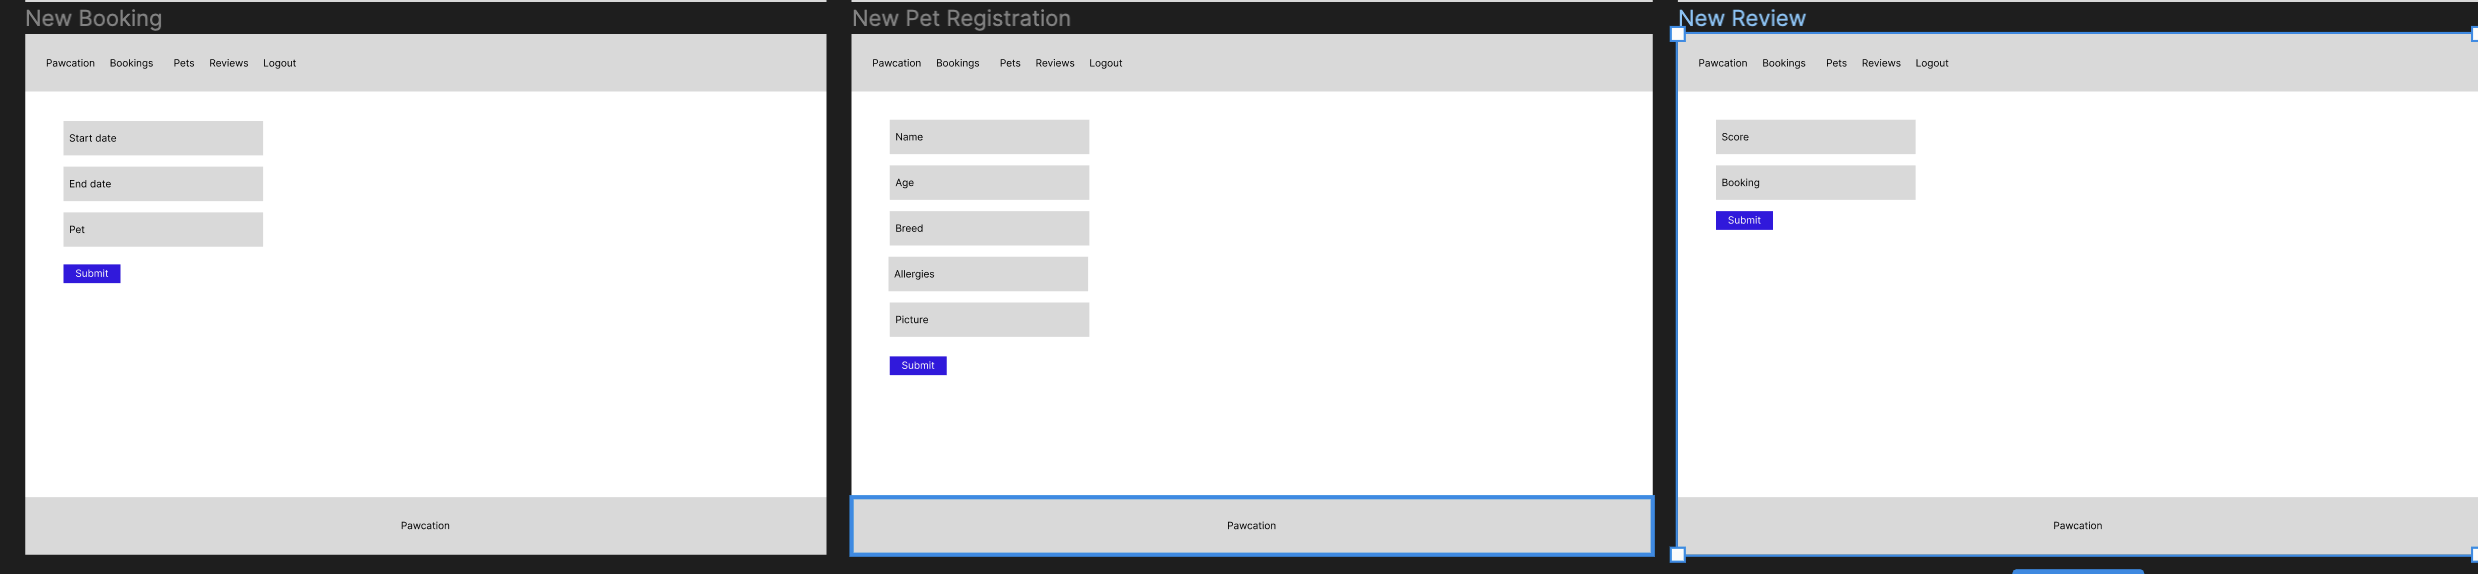 New Booking
Pawcation Bookings Pets Reviews Logout
Start date
End date
Pet
Submit
Pawcation
New Pet Registration
Pawcation Bookings Pets Reviews Logout
Name
Age
Breed
Allergies
Picture
Submit
Pawcation
New Review
Pawcation Bookings Pets Reviews Logout
Score
Booking
Submit
Pawcation